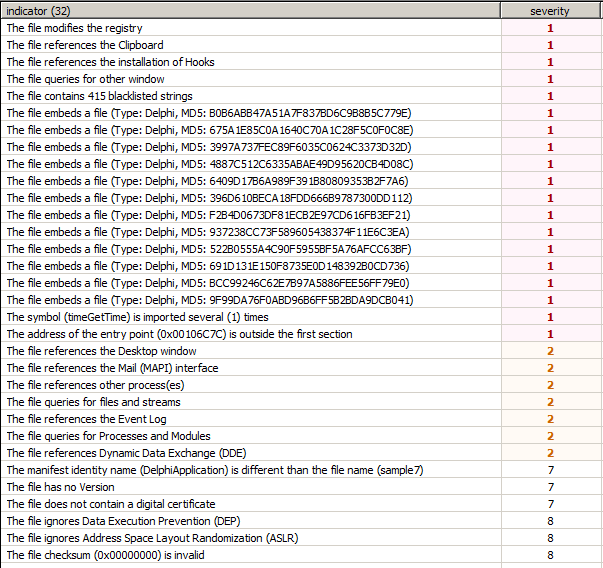 indicator (32) severity
The file modifies the registry 1
The file references the Clipboard 1
The file references the installation of Hooks 1
The file queries for other window 1
The file contains 415 blacklisted strings 1
The file embeds a file (Type: Delphi, MD5: B0B6ABB47A51A7F837BD6C9B8B5C779E) 1
The file embeds a file (Type: Delphi, MD5: 675A1E85C0A1640C70A1C28F5C0F0C8E) 1
The file embeds a file (Type: Delphi, MD5: 3997A737FEC89F6035C0624C3373D32D) 1
The file embeds a file (Type: Delphi, MD5: 4887C512C6335ABAE49D95620CB4D08C) 1
The file embeds a file (Type: Delphi, MD5: 6409D17B6A989F391B80809353B2F7A6) 1
The file embeds a file (Type: Delphi, MD5: 396D610BECA18FDD666B9787300DD112) 1
The file embeds a file (Type: Delphi, MD5: F2B4D0673DF81ECB2E97CD616FB3EF21) 1
The file embeds a file (Type: Delphi, MD5: 937238CC73F589605438374F11E6C3EA) 1
The file embeds a file (Type: Delphi, MD5: 522B0555A4C90F5955BF5A76AFCC63BF) 1
The file embeds a file (Type: Delphi, MD5: 691D131E150F8735E0D148392B0CD736) 1
The file embeds a file (Type: Delphi, MD5: BCC99246C62E7B97A5886FEE56FF79E0) 1
The file embeds a file (Type: Delphi, MD5: 9F99DA76F0ABD96B6FF5B2BDA9DCB041) 1
The symbol (timeGetTime) is imported several (1) times 1
The address of the entry point (0x00106C7C) is outside the first section 1
The file references the Desktop window 2
The file references the Mail (MAPI) interface 2
The file references other process(es) 2
The file queries for files and streams 2
The file references the Event Log 2
The file queries for Processes and Modules 2
The file references Dynamic Data Exchange (DDE) 2
The manifest identity name (DelphiApplication) is different than the file name (sample7) 7
The file has no Version 7
The file does not contain a digital certificate 7
The file ignores Data Execution Prevention (DEP) 8
The file ignores Address Space Layout Randomization (ASLR) 8
The file checksum (0x00000000) is invalid 8